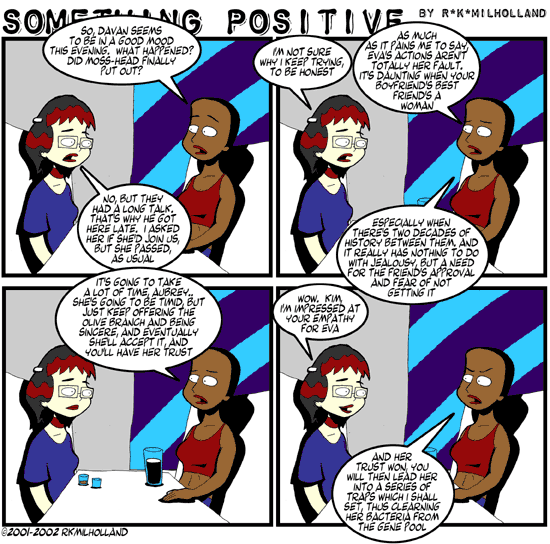 SOMETHING POSITIVE BY R*K*MILHOLLAND
SO, DAVAN SEEMS
TO BE IN A GOOD MOOD
THIS EVENING. WHAT HAPPENED?
DID MOSS-HEAD FINALLY
PUT OUT?
NO, BUT THEY
HAD A LONG TALK.
THAT'S WHY HE GOT
HERE LATE. I ASKED
HER IF SHE'D JOIN US,
BUT SHE PASSED,
AS USUAL
I'M NOT SURE
WHY I KEEP TRYING,
TO BE HONEST
AS MUCH
AS IT PAINS ME TO SAY,
EVA'S ACTIONS AREN'T
TOTALLY HER FAULT.
IT'S DAUNTING WHEN YOUR
BOYFRIEND'S BEST
FRIEND'S A
WOMAN
ESPECIALLY WHEN
THERE'S TWO DECADES OF
HISTORY BETWEEN THEM, AND
IT REALLY HAS NOTHING TO DO
WITH JEALOUSY, BUT A NEED
FOR THE FRIEND'S APPROVAL
AND FEAR OF NOT
GETTING IT
IT'S GOING TO TAKE
A LOT OF TIME, AUBREY..
SHE'S GOING TO BE TIMID, BUT
JUST KEEP OFFERING THE
OLIVE BRANCH AND BEING
SINCERE, AND EVENTUALLY
SHE'LL ACCEPT IT, AND
YOU'LL HAVE HER TRUST
WOW, KIM,
I'M IMPRESSED AT
YOUR EMPATHY
FOR EVA
AND HER
TRUST WON, YOU
WILL THEN LEAD HER
INTO A SERIES OF
TRAPS WHICH I SHALL
SET, THUS CLEARNING
HER BACTERIA FROM
THE GENE POOL
©2001-2002 RKMILHOLLAND